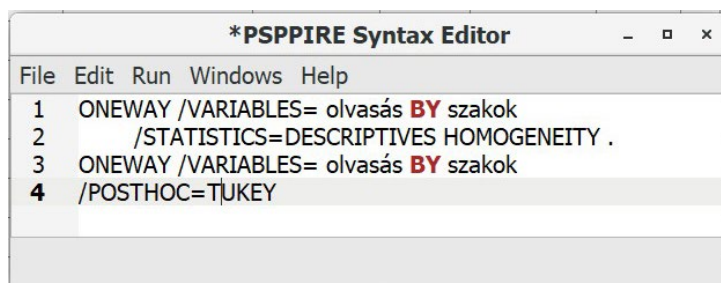 *PSPPIRE Syntax Editor
File Edit Run Windows Help
1 ONEWAY /VARIABLES= olvasás BY szakok
2 /STATISTICS=DESCRIPTIVES HOMOGENEITY .
3 ONEWAY /VARIABLES= olvasás BY szakok
4 /POSTHOC=TUKEY